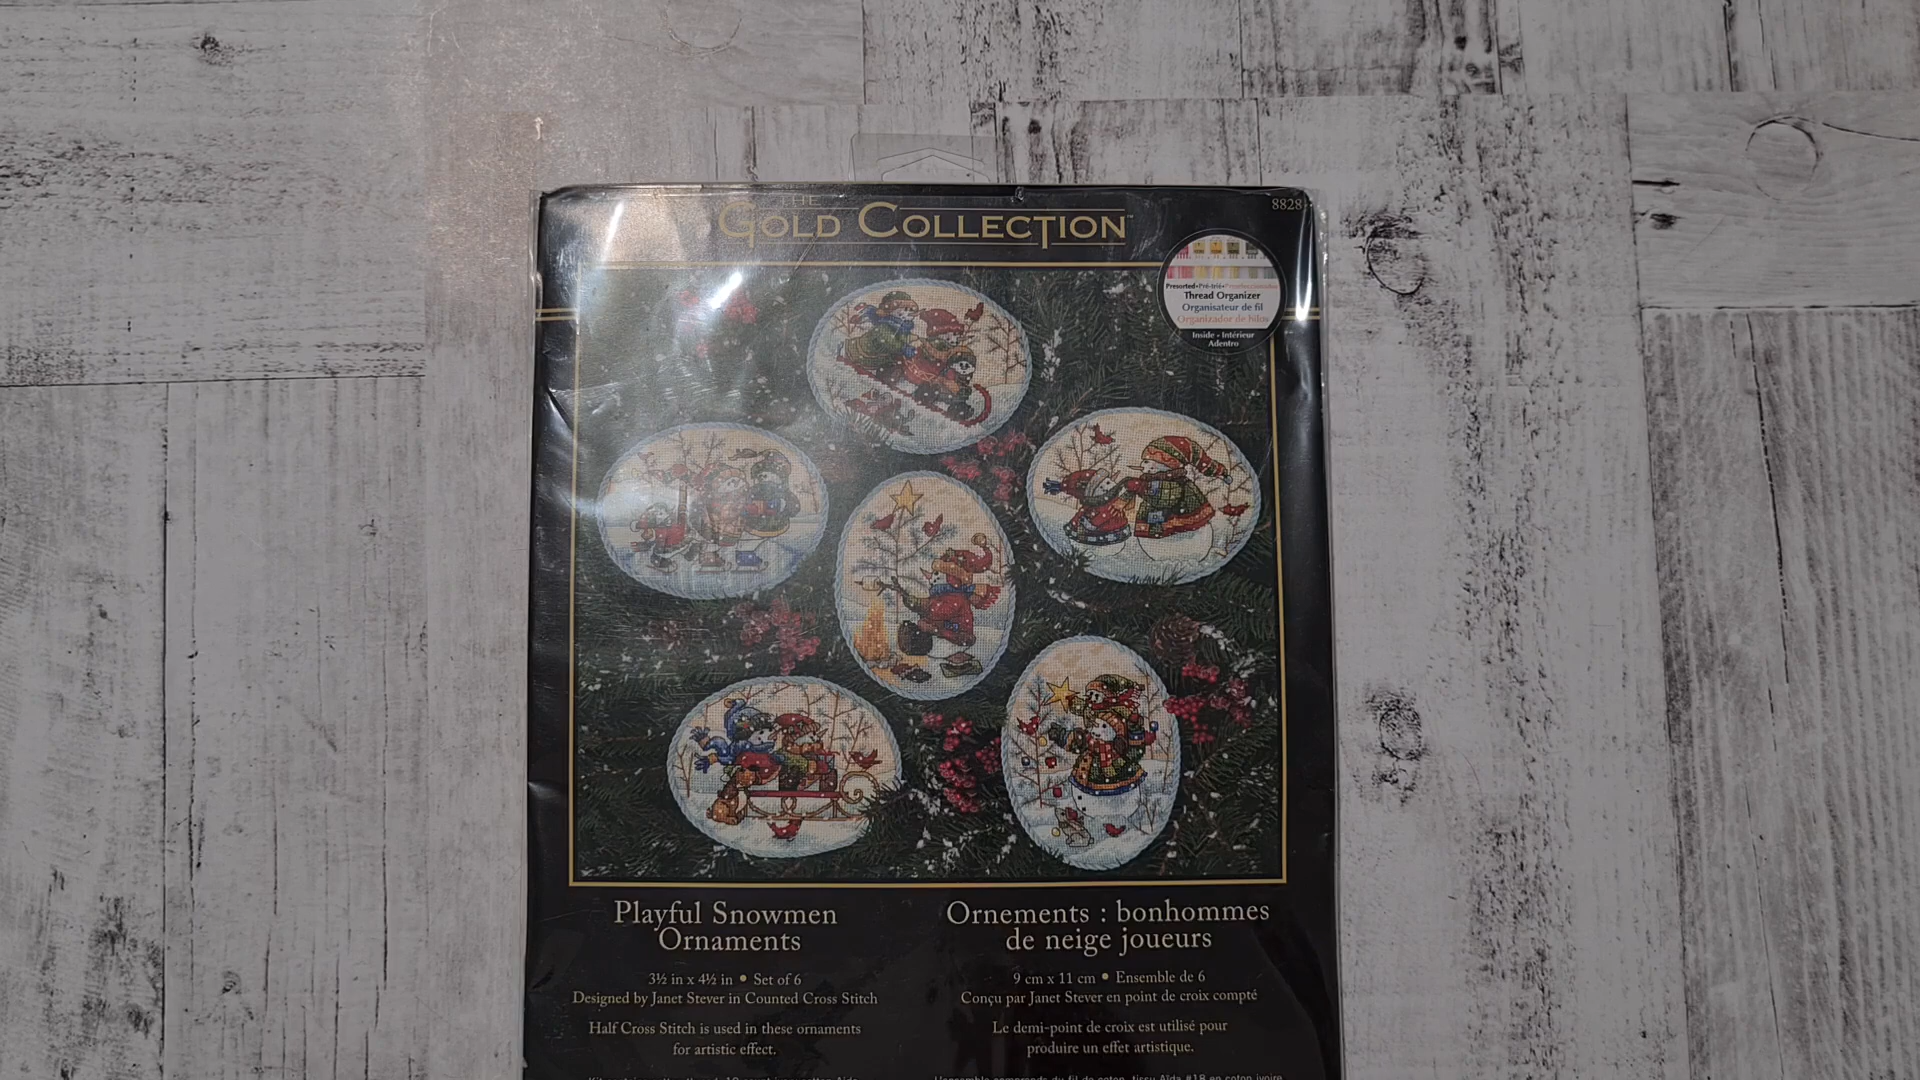 THE
GOLD COLLECTION™
8828
Presorted•Pré-trié•
Thread Organizer
Organisateur de fil
Organizador de hilos
Inside - Intérieur
Adentro
Playful Snowmen
Ornaments
3½ in x 4½ in • Set of 6
Designed by Janet Stever in Counted Cross Stitch
Half Cross Stitch is used in these ornaments
for artistic effect.
Ornements : bonhommes
de neige joueurs
9 cm x 11 cm • Ensemble de 6
Conçu par Janet Stever en point de croix compté
Le demi-point de croix est utilisé pour
produire un effet artistique.